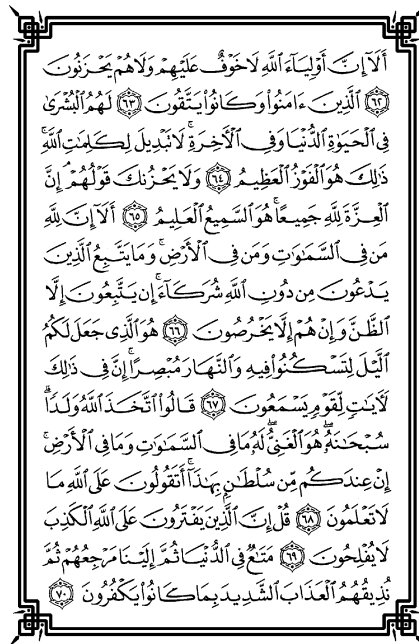 أَلَآ إِنَّ أَوْلِيَآءَ ٱللَّهِ لَا خَوْفٌ عَلَيْهِمْ وَلَا هُمْ يَحْزَنُونَ
٦٢ ٱلَّذِينَ ءَامَنُوا۟ وَكَانُوا۟ يَتَّقُونَ ٦٣ لَهُمُ ٱلْبُشْرَىٰ
فِى ٱلْحَيَوٰةِ ٱلدُّنْيَا وَفِى ٱلْـَٔاخِرَةِ ۚ لَا تَبْدِيلَ لِكَلِمَـٰتِ ٱللَّهِ ۚ
ذَٰلِكَ هُوَ ٱلْفَوْزُ ٱلْعَظِيمُ ٦٤ وَلَا يَحْزُنكَ قَوْلُهُمْ ۘ إِنَّ
ٱلْعِزَّةَ لِلَّهِ جَمِيعًا ۚ هُوَ ٱلسَّمِيعُ ٱلْعَلِيمُ ٦٥ أَلَآ إِنَّ لِلَّهِ
مَن فِى ٱلسَّمَـٰوَٰتِ وَمَن فِى ٱلْأَرْضِ ۗ وَمَا يَتَّبِعُ ٱلَّذِينَ
يَدْعُونَ مِن دُونِ ٱللَّهِ شُرَكَآءَ ۚ إِن يَتَّبِعُونَ إِلَّا
ٱلظَّنَّ وَإِنْ هُمْ إِلَّا يَخْرُصُونَ ٦٦ هُوَ ٱلَّذِى جَعَلَ لَكُمُ
ٱلَّيْلَ لِتَسْكُنُوا۟ فِيهِ وَٱلنَّهَارَ مُبْصِرًا ۚ إِنَّ فِى ذَٰلِكَ
لَـَٔايَـٰتٍ لِّقَوْمٍ يَسْمَعُونَ ٦٧ قَالُوا۟ ٱتَّخَذَ ٱللَّهُ وَلَدًا ۗ
سُبْحَـٰنَهُۥ ۖ هُوَ ٱلْغَنِىُّ ۖ لَهُۥ مَا فِى ٱلسَّمَـٰوَٰتِ وَمَا فِى ٱلْأَرْضِ ۚ
إِنْ عِندَكُم مِّن سُلْطَـٰنٍۭ بِهَـٰذَآ ۚ أَتَقُولُونَ عَلَى ٱللَّهِ مَا
لَا تَعْلَمُونَ ٦٨ قُلْ إِنَّ ٱلَّذِينَ يَفْتَرُونَ عَلَى ٱللَّهِ ٱلْكَذِبَ
لَا يُفْلِحُونَ ٦٩ مَتَـٰعٌ فِى ٱلدُّنْيَا ثُمَّ إِلَيْنَا مَرْجِعُهُمْ ثُمَّ
نُذِيقُهُمُ ٱلْعَذَابَ ٱلشَّدِيدَ بِمَا كَانُوا۟ يَكْفُرُونَ ٧٠